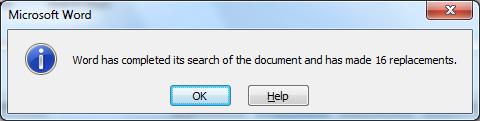 Microsoft Word
Word has completed its search of the document and has made 16 replacements.
OK
Help